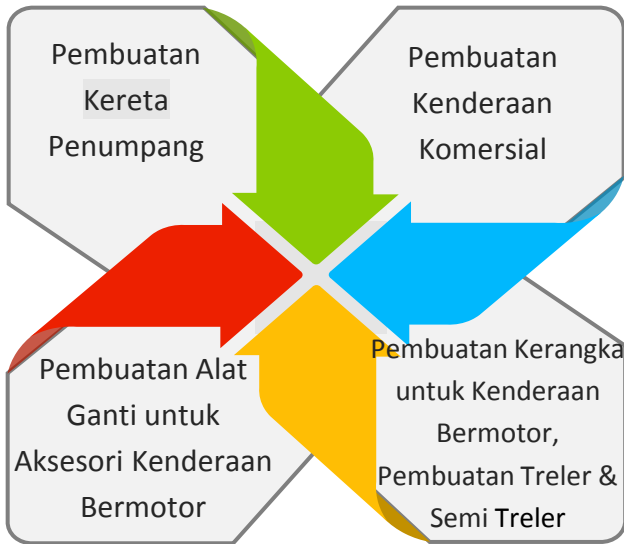 Pembuatan
Kereta
Penumpang
Pembuatan
Kenderaan
Komersial
Pembuatan Alat
Ganti untuk
Aksesori Kenderaan
Bermotor
Pembuatan Kerangka
untuk Kenderaan
Bermotor,
Pembuatan Treler &
Semi Treler